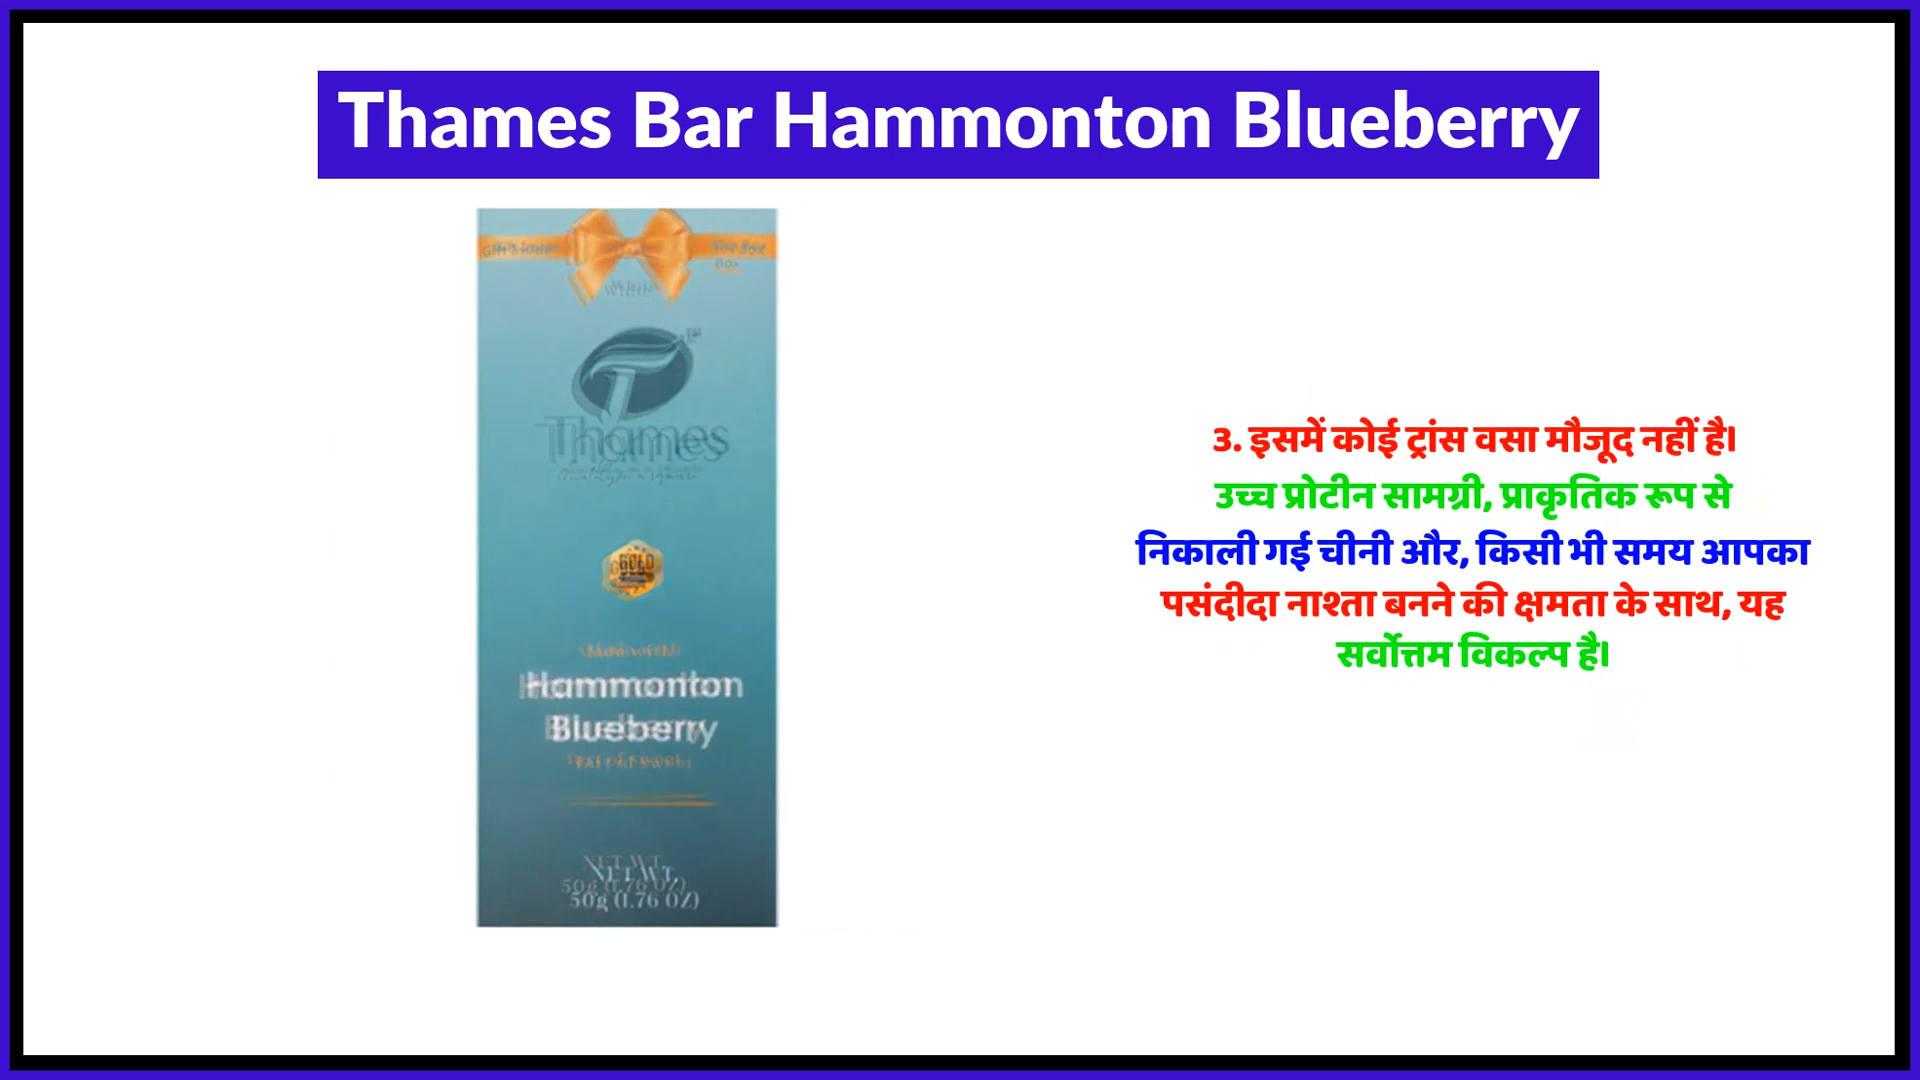 Thames Bar Hammonton Blueberry
Thames
GOLD
Hammonton
Blueberry
NET WT.
50g (1.76 OZ)
3. इसमें कोई ट्रांस वसा मौजूद नहीं है।
उच्च प्रोटीन सामग्री, प्राकृतिक रूप से
निकाली गई चीनी और, किसी भी समय आपका
पसंदीदा नाश्ता बनने की क्षमता के साथ, यह
सर्वोत्तम विकल्प है।